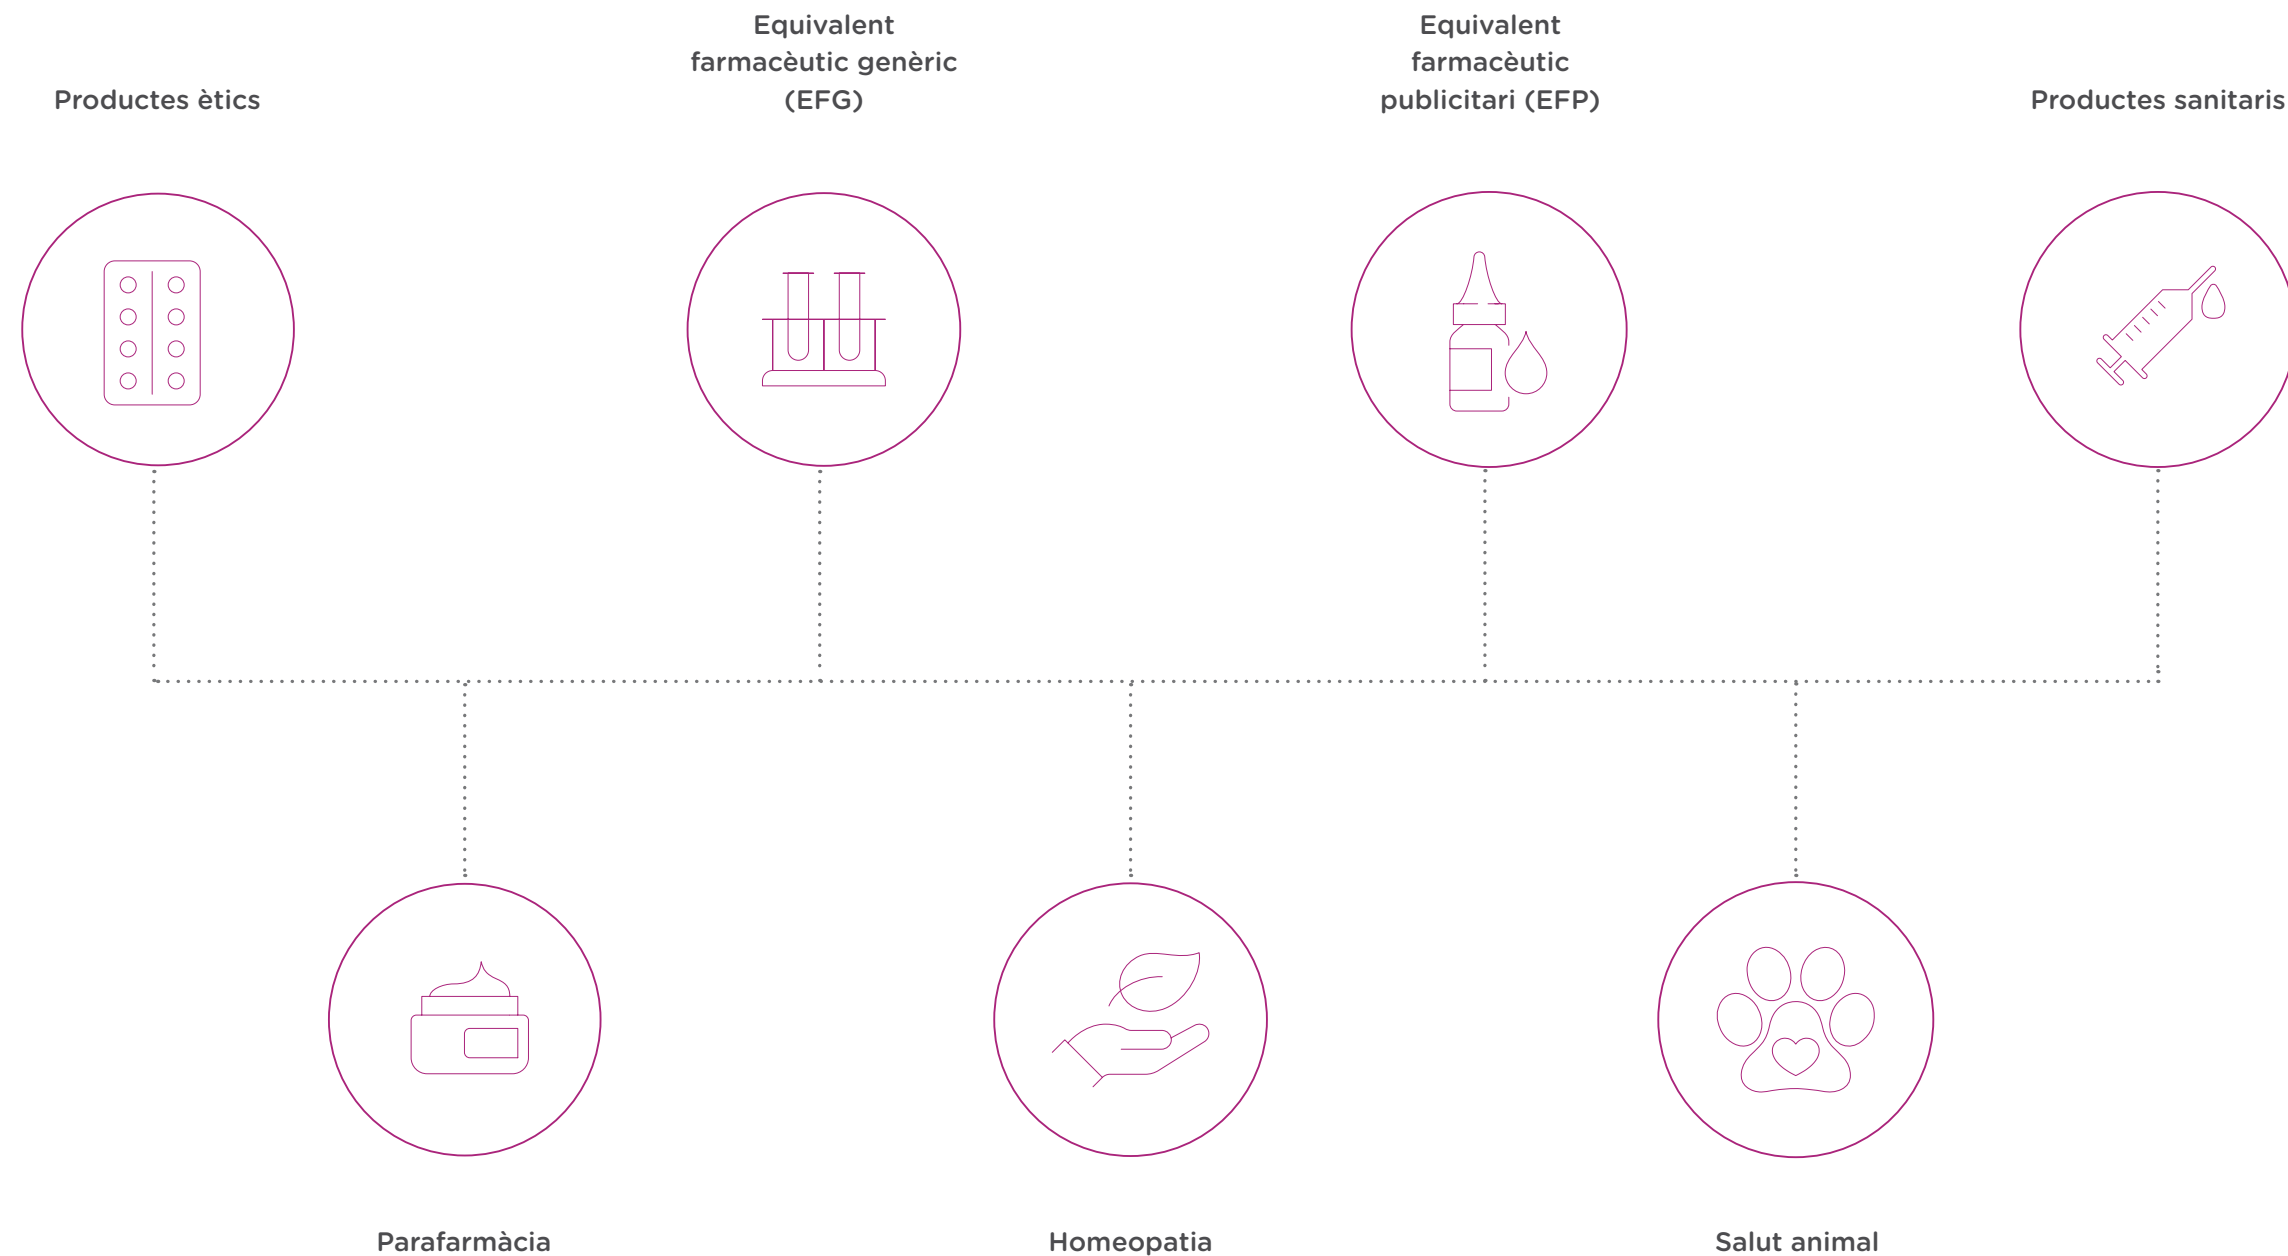 Productes ètics
Equivalent
farmacèutic genèric
(EFG)
Equivalent
farmacèutic
publicitari (EFP)
Productes sanitaris
Parafarmàcia
Homeopatia
Salut animal